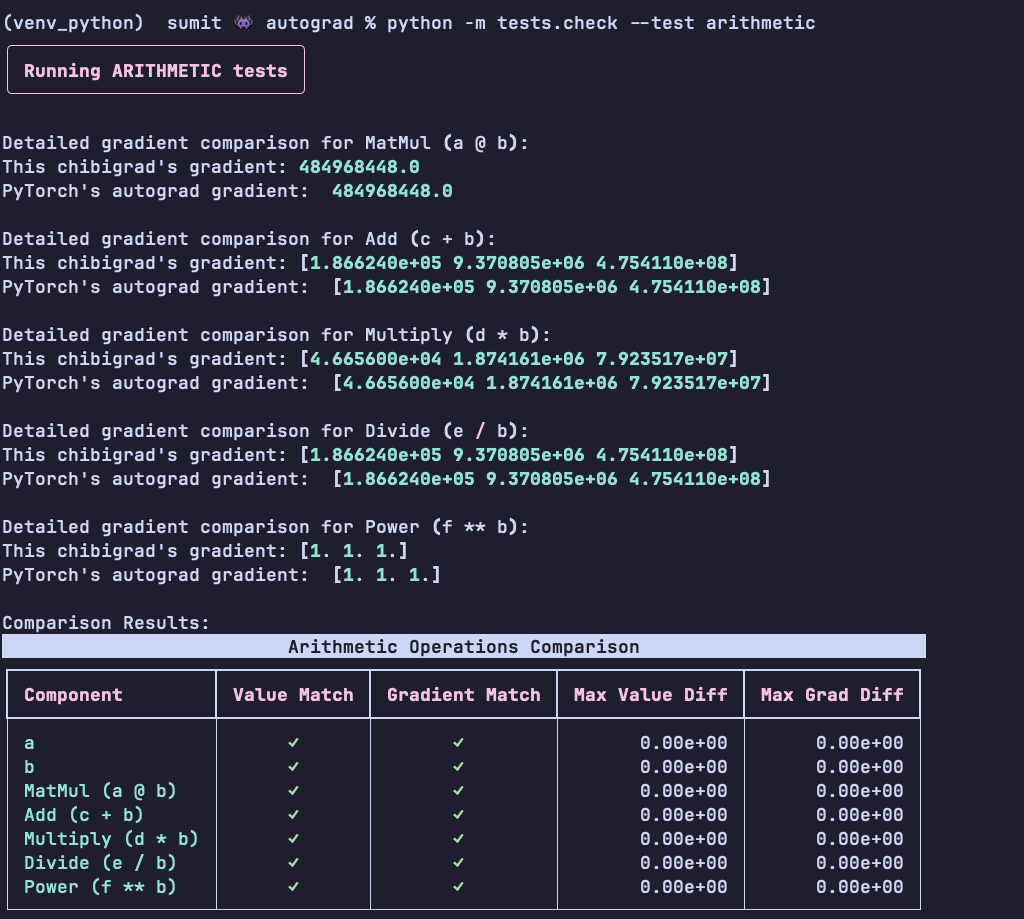 (venv_python)  sumit 👾 autograd % python -m tests.check --test arithmetic
Running ARITHMETIC tests
Detailed gradient comparison for MatMul (a @ b):
This chibigrad's gradient: 484968448.0
PyTorch's autograd gradient:  484968448.0
Detailed gradient comparison for Add (c + b):
This chibigrad's gradient: [1.866240e+05 9.370805e+06 4.754110e+08]
PyTorch's autograd gradient:  [1.866240e+05 9.370805e+06 4.754110e+08]
Detailed gradient comparison for Multiply (d * b):
This chibigrad's gradient: [4.665600e+04 1.874161e+06 7.923517e+07]
PyTorch's autograd gradient:  [4.665600e+04 1.874161e+06 7.923517e+07]
Detailed gradient comparison for Divide (e / b):
This chibigrad's gradient: [1.866240e+05 9.370805e+06 4.754110e+08]
PyTorch's autograd gradient:  [1.866240e+05 9.370805e+06 4.754110e+08]
Detailed gradient comparison for Power (f ** b):
This chibigrad's gradient: [1. 1. 1.]
PyTorch's autograd gradient:  [1. 1. 1.]
Comparison Results:
Arithmetic Operations Comparison
Component Value Match Gradient Match Max Value Diff Max Grad Diff
a ✓ ✓ 0.00e+00 0.00e+00
b ✓ ✓ 0.00e+00 0.00e+00
MatMul (a @ b) ✓ ✓ 0.00e+00 0.00e+00
Add (c + b) ✓ ✓ 0.00e+00 0.00e+00
Multiply (d * b) ✓ ✓ 0.00e+00 0.00e+00
Divide (e / b) ✓ ✓ 0.00e+00 0.00e+00
Power (f ** b) ✓ ✓ 0.00e+00 0.00e+00